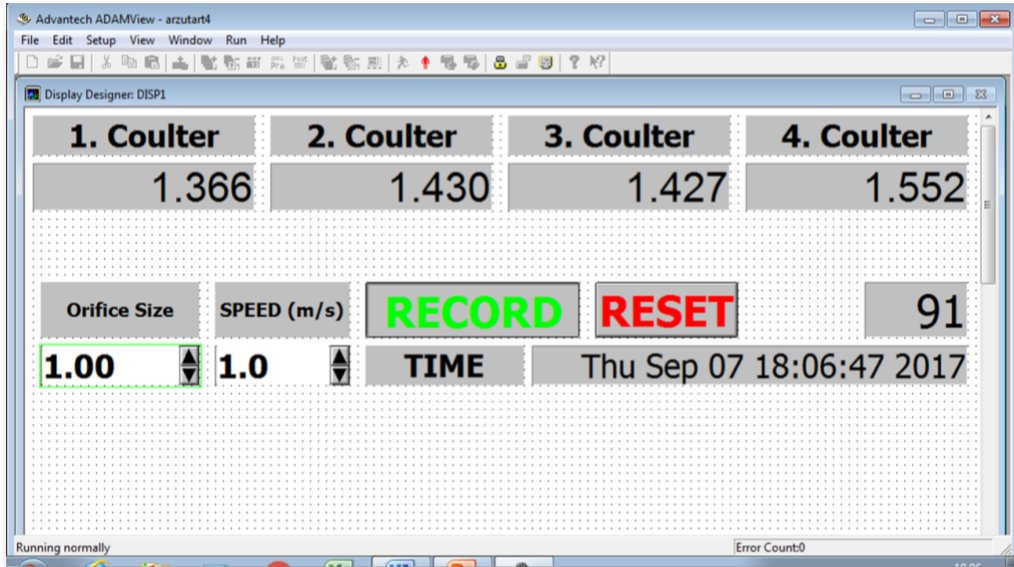 Advantech ADAMView - arzutart4
File Edit Setup View Window Run Help
Display Designer: DISP1
1. Coulter 2. Coulter 3. Coulter 4. Coulter
1.366 1.430 1.427 1.552
Orifice Size SPEED (m/s) RECORD RESET 91
1.00 1.0 TIME Thu Sep 07 18:06:47 2017
Running normally Error Count:0